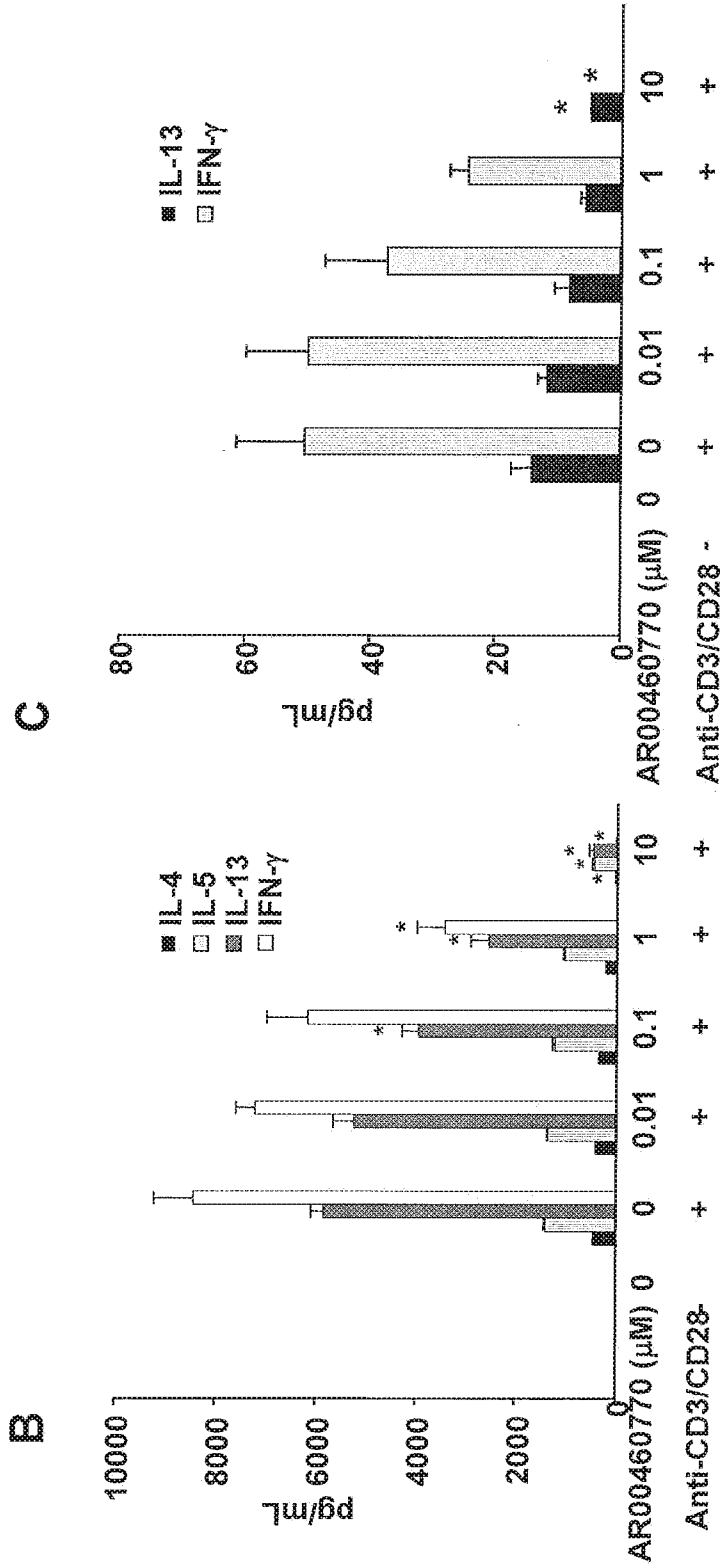 B
pg/mL
10000
8000
6000
4000
2000
0
IL-4
IL-5
IL-13
IFN-γ
* * * * * * *
AR00460770 (μM) 0 0 0.01 0.1 1 10
Anti-CD3/CD28- + + + + +
C
pg/mL
80
60
40
20
0
IL-13
IFN-γ
* *
AR00460770 (μM) 0 0 0.01 0.1 1 10
Anti-CD3/CD28 - + + + + +